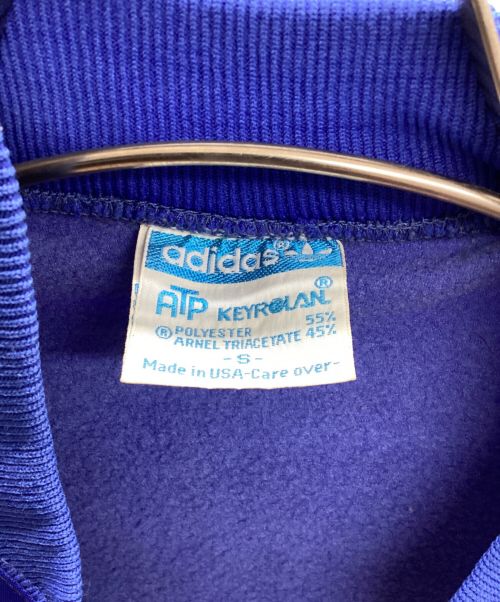 adidas®
ATP KEYROLAN®
POLYESTER 55%
® ARNEL TRIACETATE 45%
-S-
Made in USA-Care over-